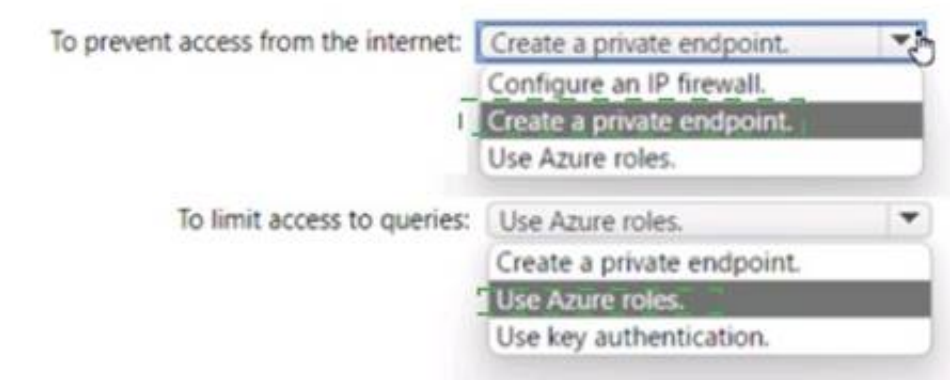 To prevent access from the internet: Create a private endpoint.
Configure an IP firewall.
Create a private endpoint.
Use Azure roles.
To limit access to queries: Use Azure roles.
Create a private endpoint.
Use Azure roles.
Use key authentication.